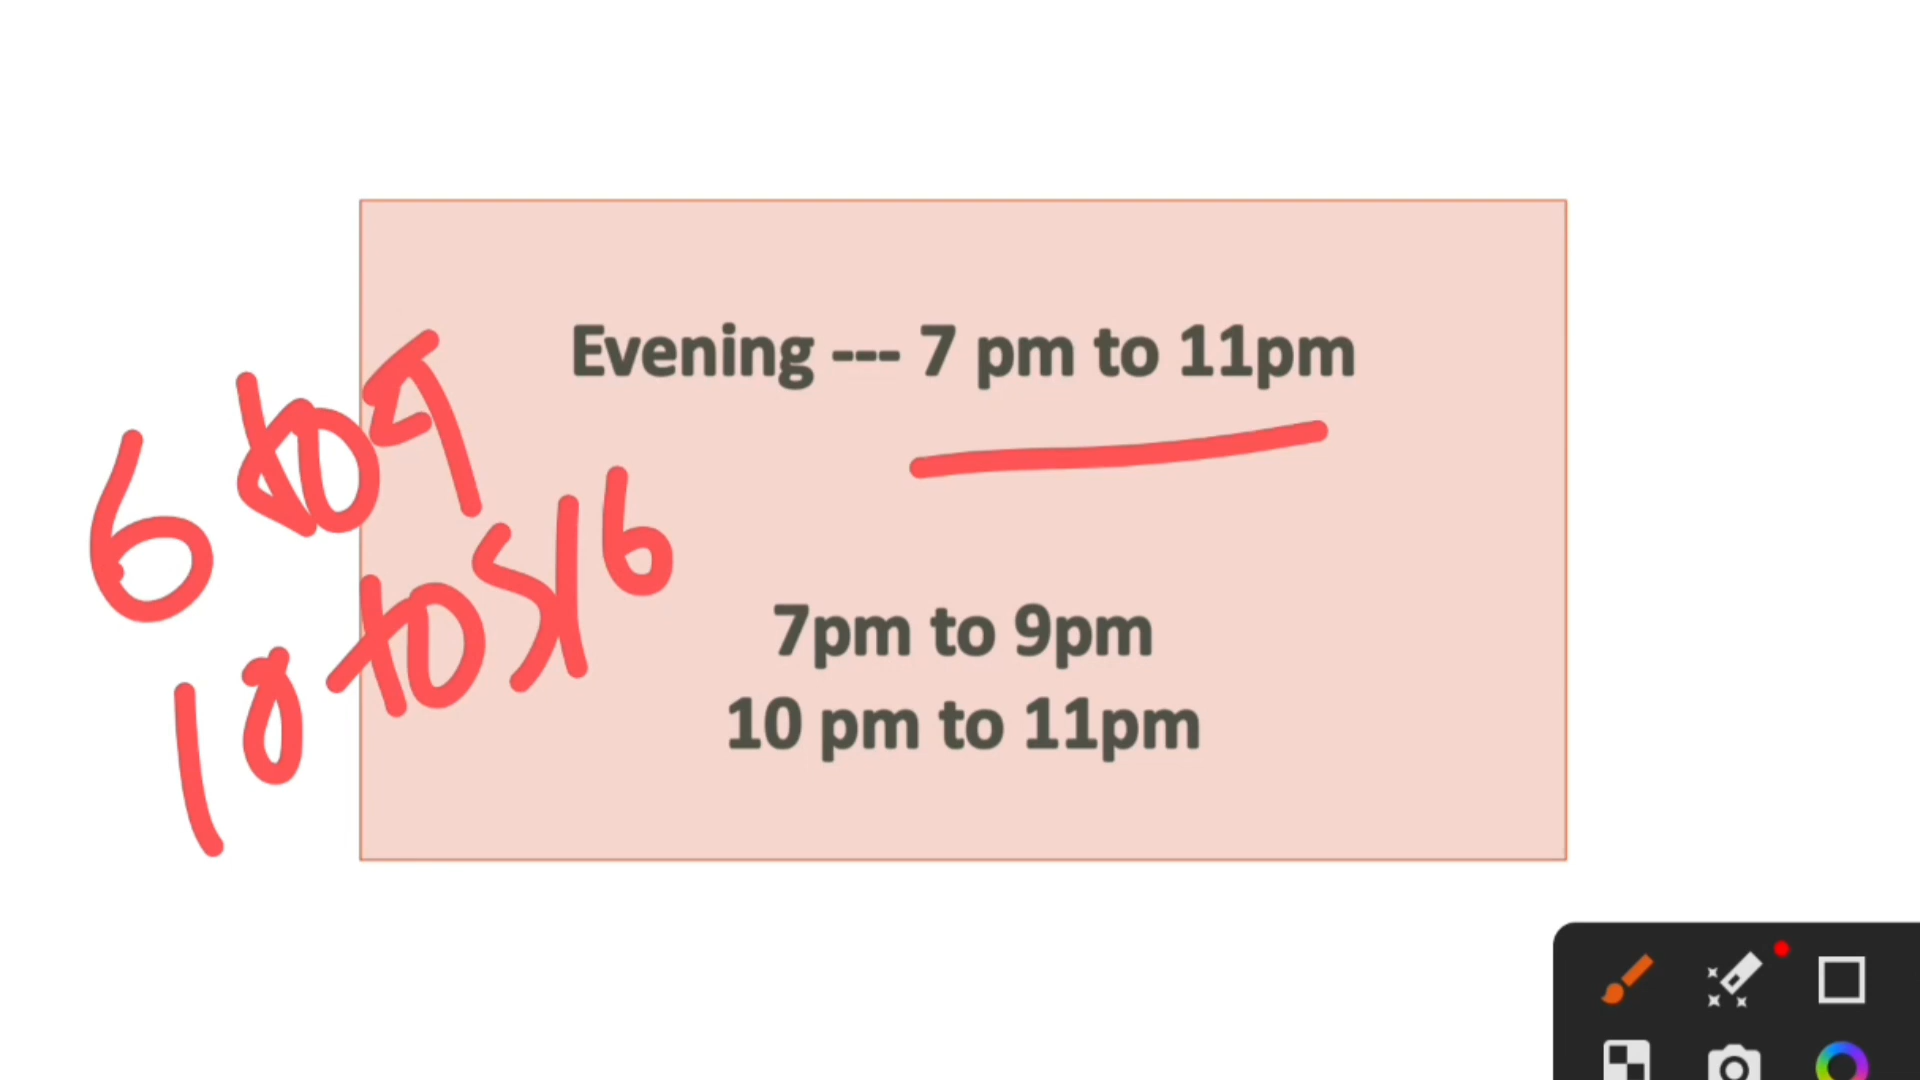 Evening --- 7 pm to 11pm
6 to 9
10 to 5/6
7pm to 9pm
10 pm to 11pm